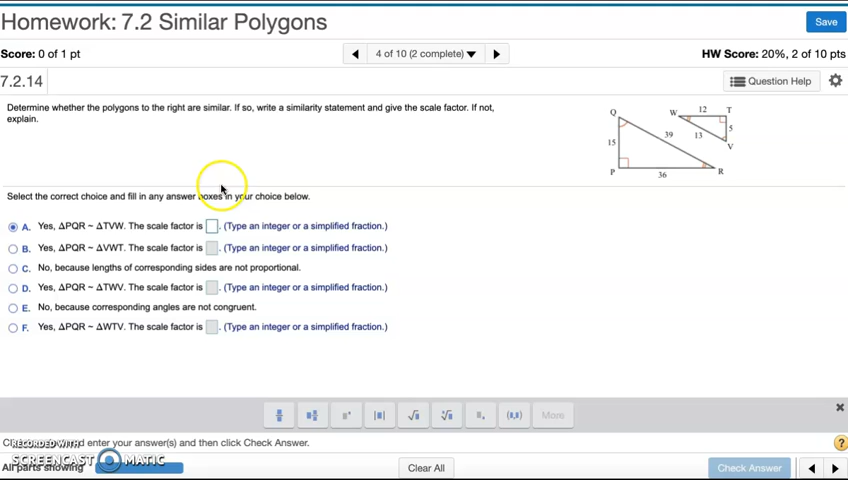 Homework: 7.2 Similar Polygons
Save
Score: 0 of 1 pt
4 of 10 (2 complete)
HW Score: 20%, 2 of 10 pts
7.2.14
Question Help
Determine whether the polygons to the right are similar. If so, write a similarity statement and give the scale factor. If not,
explain.
Q
W
12
T
15
39
13
5
V
P
36
R
Select the correct choice and fill in any answer boxes in your choice below.
A. Yes, ΔPQR ~ ΔTVW. The scale factor is . (Type an integer or a simplified fraction.)
B. Yes, ΔPQR ~ ΔVWT. The scale factor is . (Type an integer or a simplified fraction.)
C. No, because lengths of corresponding sides are not proportional.
D. Yes, ΔPQR ~ ΔTWV. The scale factor is . (Type an integer or a simplified fraction.)
E. No, because corresponding angles are not congruent.
F. Yes, ΔPQR ~ ΔWTV. The scale factor is . (Type an integer or a simplified fraction.)
More
enter your answer(s) and then click Check Answer.
RECORDED WITH
SCREENCAST MATIC
All parts showing
Clear All
Check Answer
?